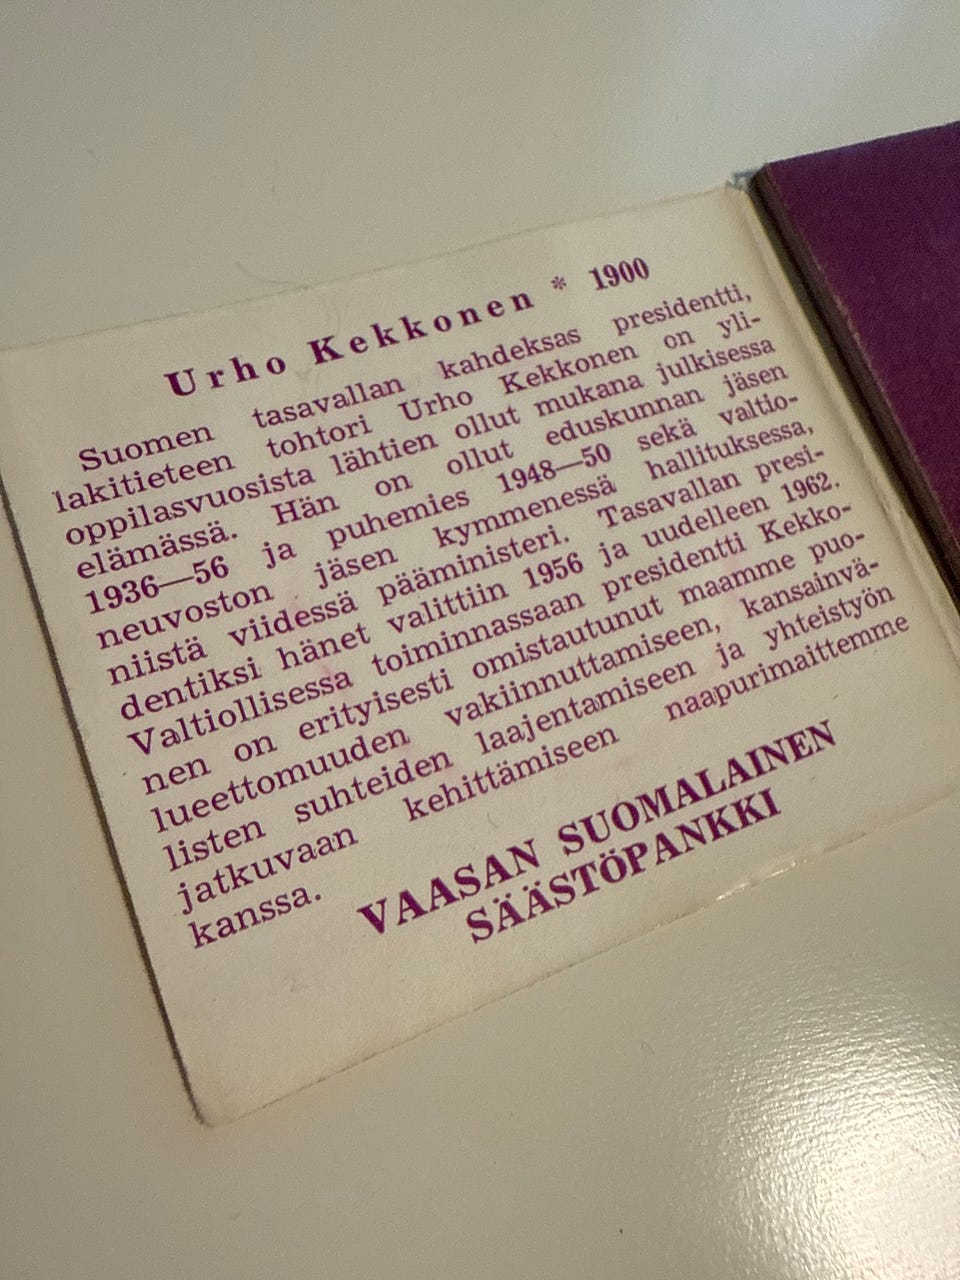 Urho Kekkonen * 1900
Suomen tasavallan kahdeksas presidentti,
lakitieteen tohtori Urho Kekkonen on yli-
oppilasvuosista lähtien ollut mukana julkisessa
elämässä. Hän on ollut eduskunnan jäsen
1936—56 ja puhemies 1948—50 sekä valtio-
neuvoston jäsen kymmenessä hallituksessa,
niistä viidessä pääministeri. Tasavallan presi-
dentiksi hänet valittiin 1956 ja uudelleen 1962.
Valtiollisessa toiminnassaan presidentti Kekko-
nen on erityisesti omistautunut maamme puo-
lueettomuuden vakiinnuttamiseen, kansainvä-
listen suhteiden laajentamiseen ja yhteistyön
jatkuvaan kehittämiseen naapurimaittemme
kanssa.
VAASAN SUOMALAINEN
SÄÄSTÖPANKKI